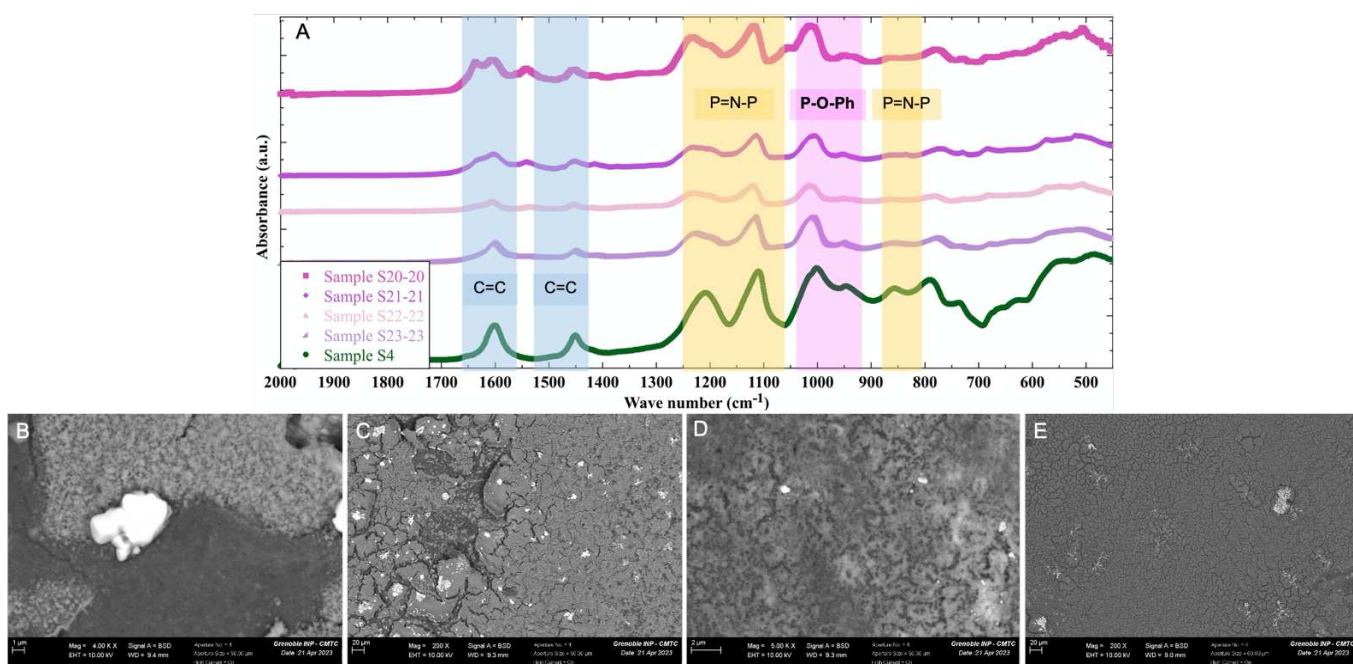 A
P=N-P
P-O-Ph
P=N-P
C=C
C=C
Absorbance (a.u.)
Sample S20-20
Sample S21-21
Sample S22-22
Sample S23-23
Sample S4
2000 1900 1800 1700 1600 1500 1400 1300 1200 1100 1000 900 800 700 600 500
Wave number (cm-1)
B
1 µm
Mag = 4.00 K X
Signal A = BSD
EHT = 10.00 kV
WD = 9.4 mm
Grenoble INP - CMTC
Date :21 Apr 2023
C
20 µm
Mag = 200 X
Signal A = BSD
EHT = 10.00 kV
WD = 9.3 mm
Grenoble INP - CMTC
Date :21 Apr 2023
D
2 µm
Mag = 5.00 K X
Signal A = BSD
EHT = 10.00 kV
WD = 9.3 mm
Grenoble INP - CMTC
Date :21 Apr 2023
E
20 µm
Mag = 200 X
Signal A = BSD
EHT = 10.00 kV
WD = 9.0 mm
Grenoble INP - CMTC
Date :21 Apr 2023